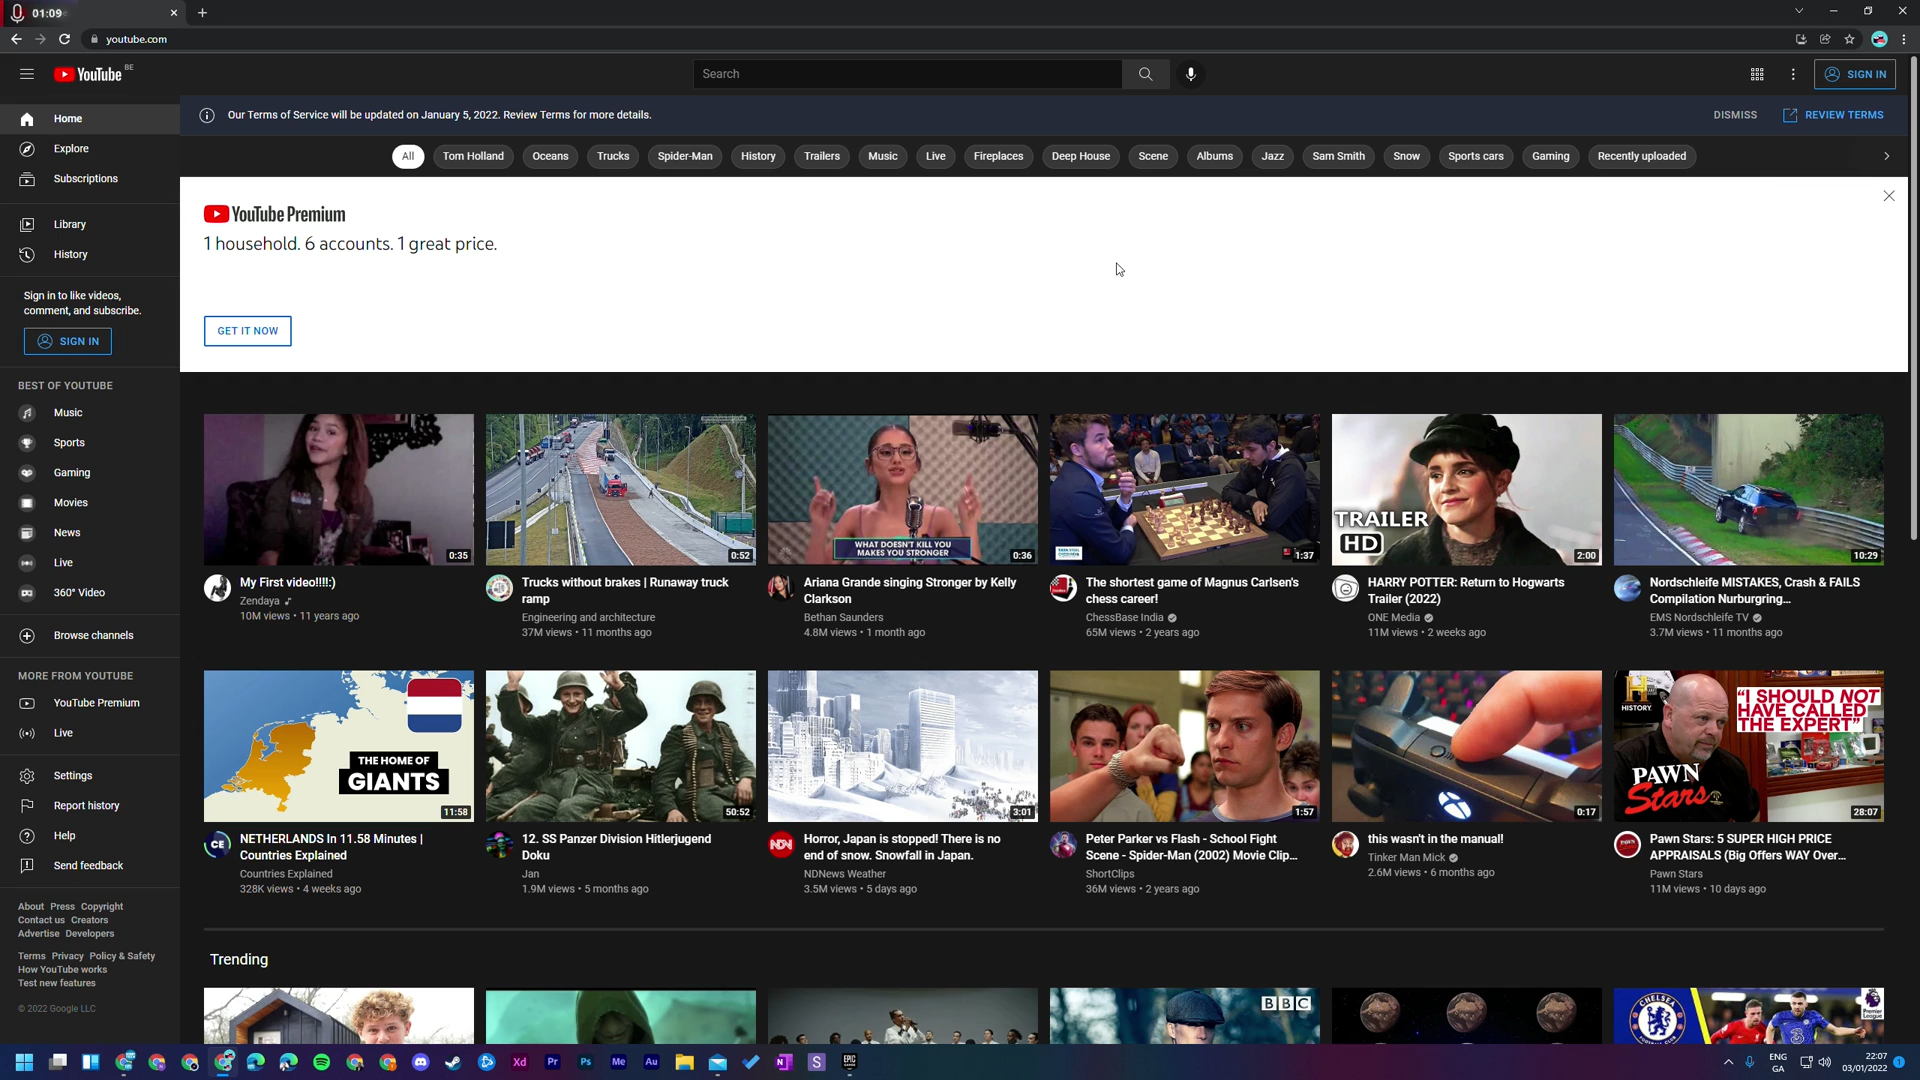 01:09
youtube.com
YouTube BE
Search
SIGN IN
Our Terms of Service will be updated on January 5, 2022. Review Terms for more details.
DISMISS
REVIEW TERMS
All
Tom Holland
Oceans
Trucks
Spider-Man
History
Trailers
Music
Live
Fireplaces
Deep House
Scene
Albums
Jazz
Sam Smith
Snow
Sports cars
Gaming
Recently uploaded
Home
Explore
Subscriptions
Library
History
Sign in to like videos,
comment, and subscribe.
SIGN IN
BEST OF YOUTUBE
Music
Sports
Gaming
Movies
News
Live
360° Video
Browse channels
MORE FROM YOUTUBE
YouTube Premium
Live
Settings
Report history
Help
Send feedback
About Press Copyright
Contact us Creators
Advertise Developers
Terms Privacy Policy & Safety
How YouTube works
Test new features
© 2022 Google LLC
YouTube Premium
1 household. 6 accounts. 1 great price.
GET IT NOW
0:35
My First video!!!!:)
Zendaya
10M views • 11 years ago
0:52
Trucks without brakes | Runaway truck
ramp
Engineering and architecture
37M views • 11 months ago
WHAT DOESN'T KILL YOU
MAKES YOU STRONGER
0:36
Ariana Grande singing Stronger by Kelly
Clarkson
Bethan Saunders
4.8M views • 1 month ago
1:37
The shortest game of Magnus Carlsen's
chess career!
ChessBase India
65M views • 2 years ago
TRAILER
HD
2:00
HARRY POTTER: Return to Hogwarts
Trailer (2022)
ONE Media
11M views • 2 weeks ago
10:29
Nordschleife MISTAKES, Crash & FAILS
Compilation Nurburgring...
EMS Nordschleife TV
3.7M views • 11 months ago
THE HOME OF
GIANTS
11:58
CE
NETHERLANDS In 11.58 Minutes |
Countries Explained
Countries Explained
328K views • 4 weeks ago
50:52
12. SS Panzer Division Hitlerjugend
Doku
Jan
1.9M views • 5 months ago
3:01
NDN
Horror, Japan is stopped! There is no
end of snow. Snowfall in Japan.
NDNews Weather
3.5M views • 5 days ago
1:57
Peter Parker vs Flash - School Fight
Scene - Spider-Man (2002) Movie Clip...
ShortClips
36M views • 2 years ago
0:17
this wasn't in the manual!
Tinker Man Mick
2.6M views • 6 months ago
H
HISTORY
"I SHOULD NOT
HAVE CALLED
THE EXPERT"
PAWN
Stars
28:07
Pawn Stars: 5 SUPER HIGH PRICE
APPRAISALS (Big Offers WAY Over...
Pawn Stars
11M views • 10 days ago
Trending
BBC
CHELSEA
Premier
League
Xd
Pr
Ps
Me
Au
N
S
EPIC
ENG
GA
22:07
03/01/2022
1